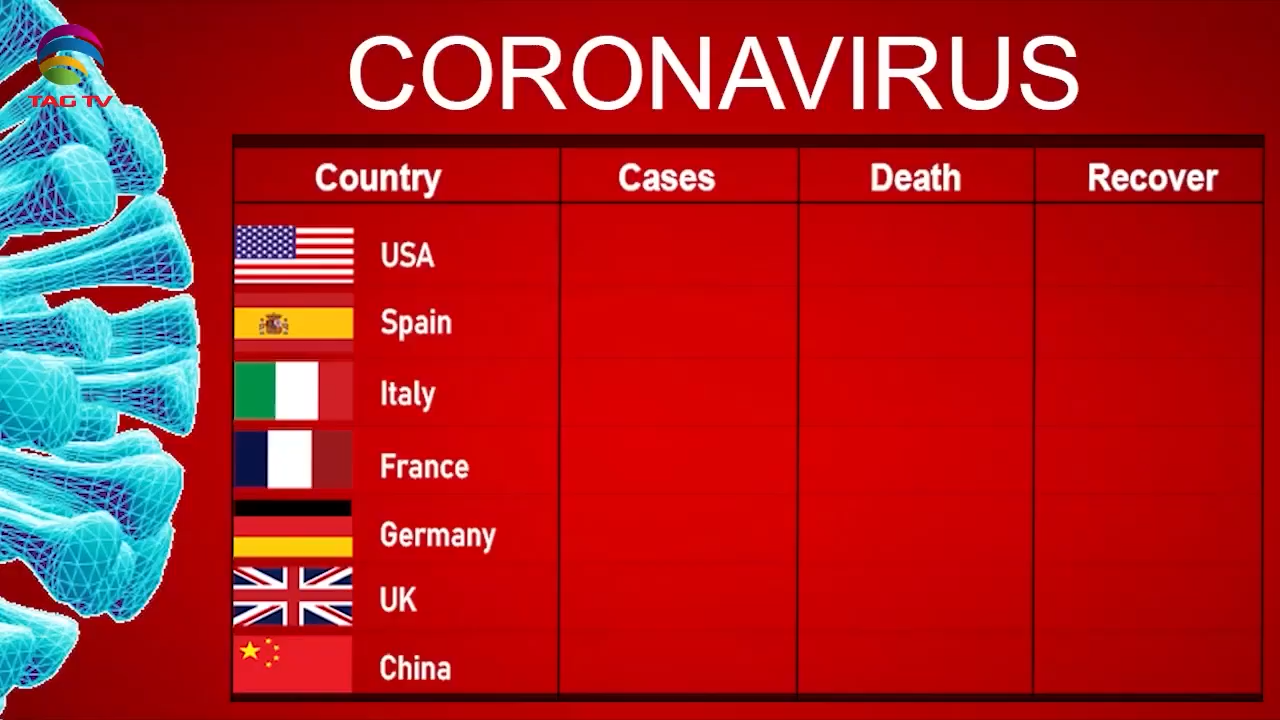 TAG TV
CORONAVIRUS
Country Cases Death Recover
USA
Spain
Italy
France
Germany
UK
China